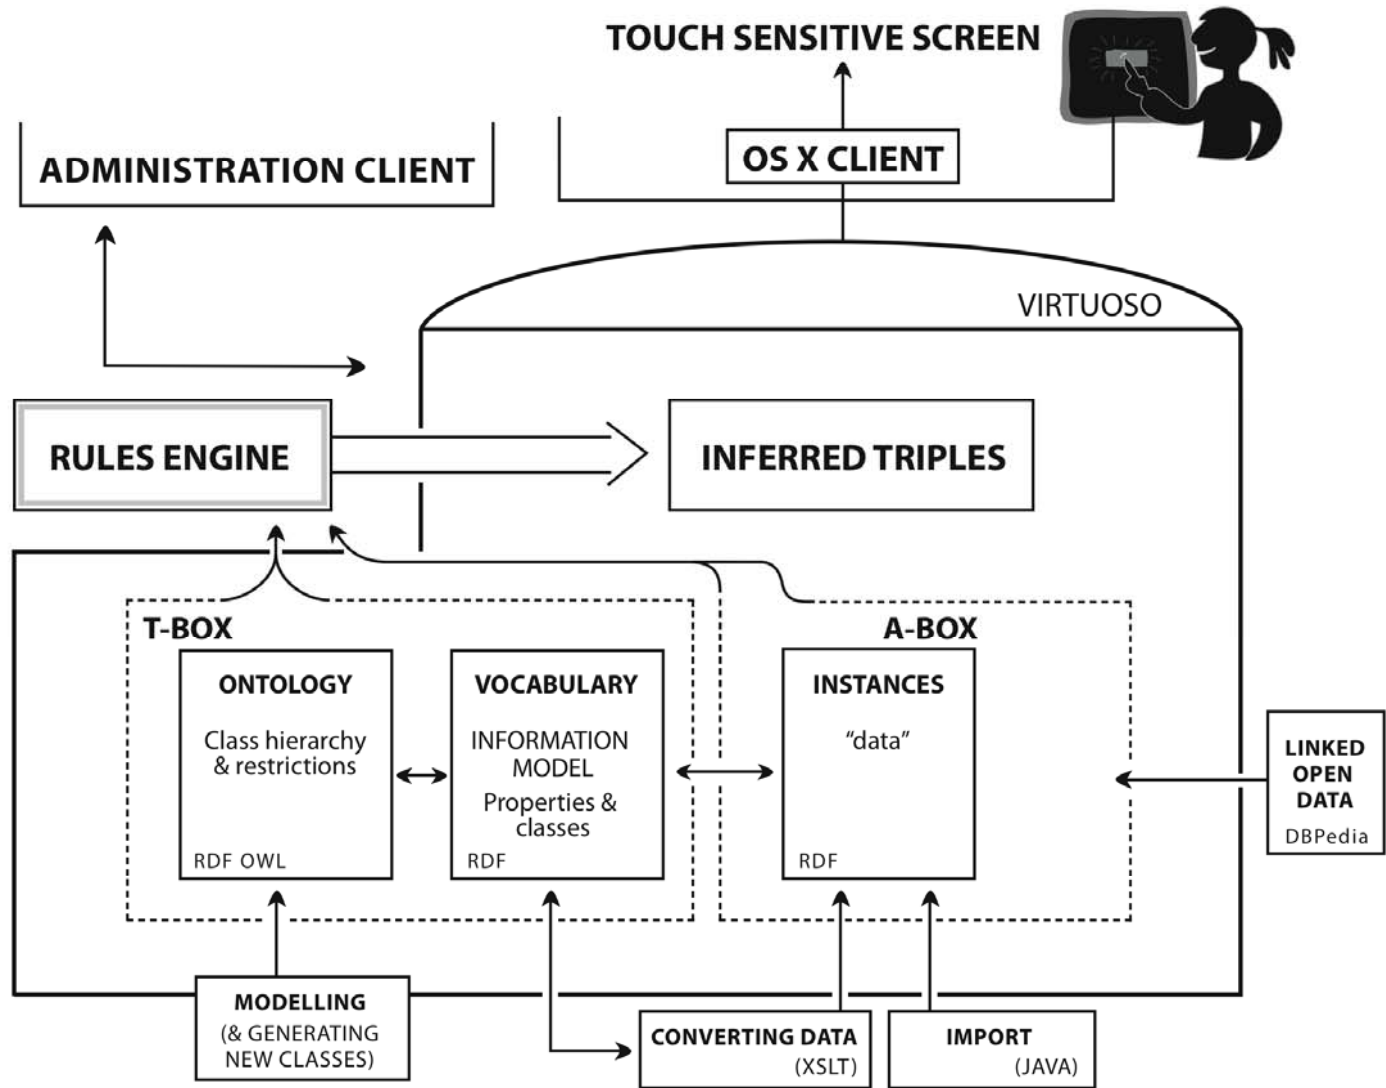 TOUCH SENSITIVE SCREEN
OS X CLIENT
ADMINISTRATION CLIENT
VIRTUOSO
RULES ENGINE
INFERRED TRIPLES
T-BOX
ONTOLOGY
Class hierarchy
& restrictions
RDF OWL
VOCABULARY
INFORMATION
MODEL
Properties &
classes
RDF
A-BOX
INSTANCES
“data”
RDF
LINKED
OPEN
DATA
DBPedia
MODELLING
(& GENERATING
NEW CLASSES)
CONVERTING DATA
(XSLT)
IMPORT
(JAVA)